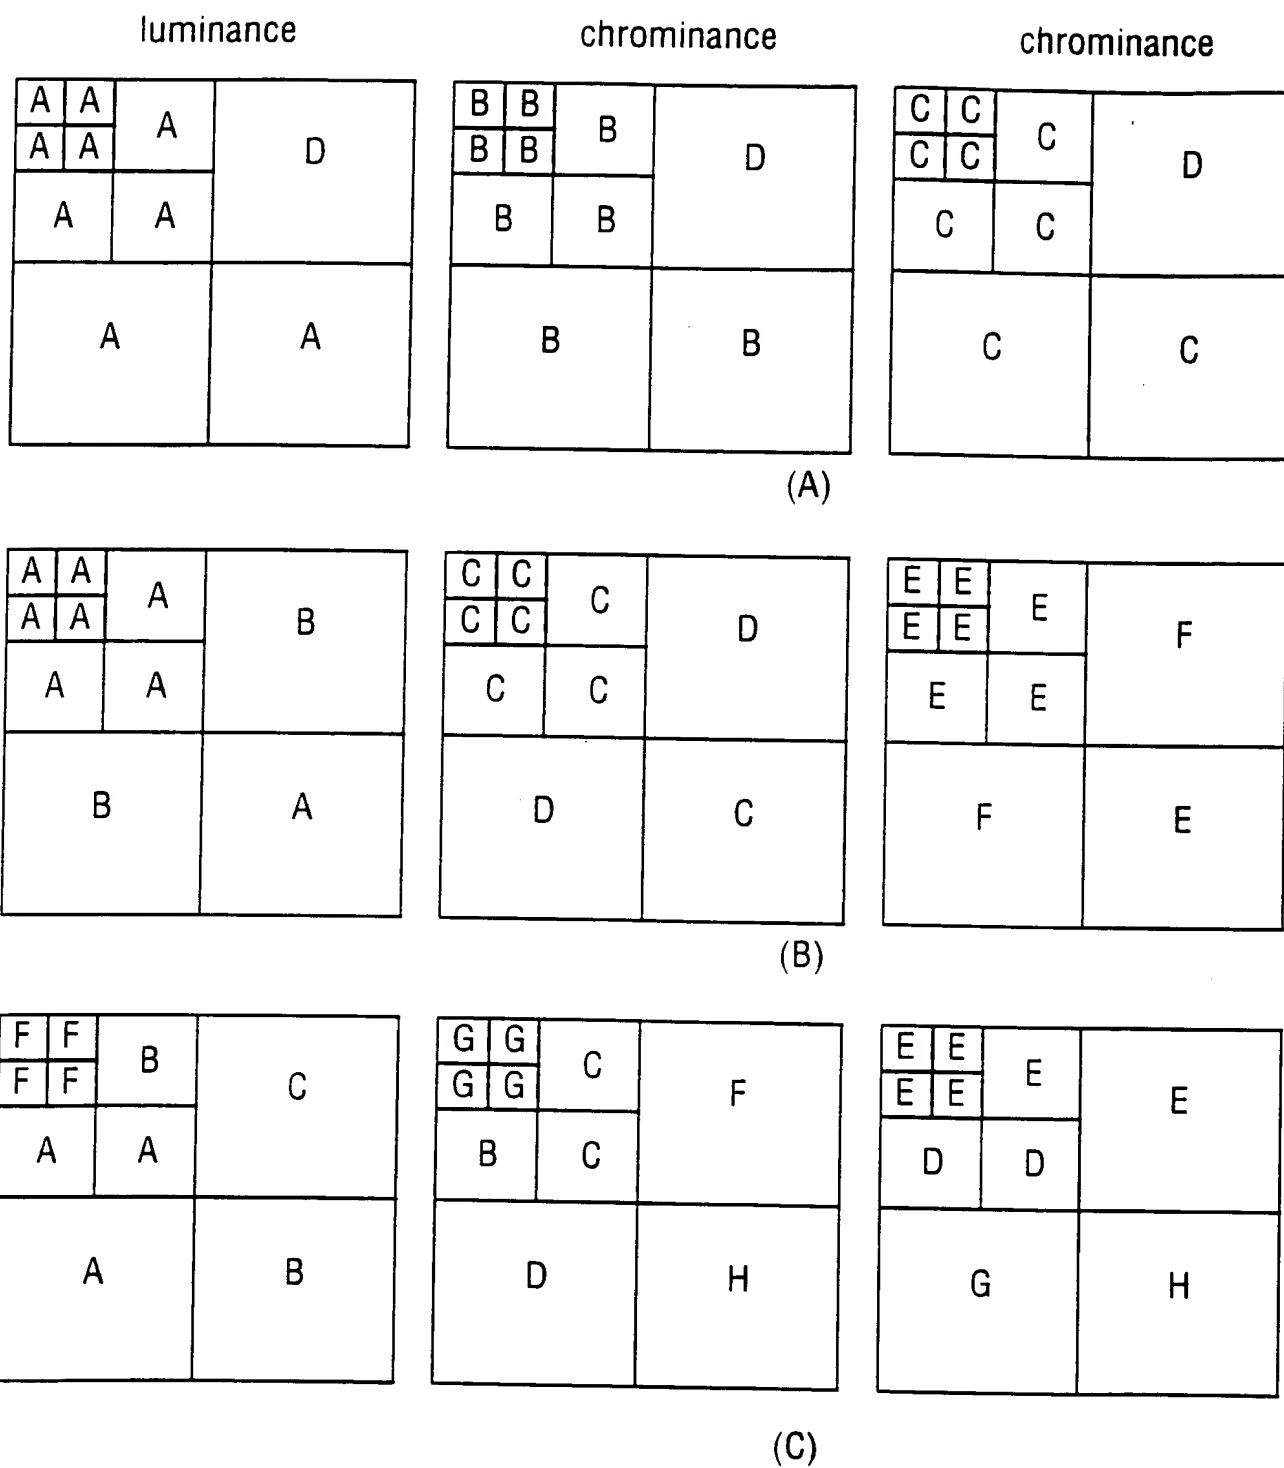 luminance chrominance chrominance
A A A D B B B D C C C D
A A B B C C
A A B B C C
A A B B C C
(A)
A A A B C C C D E E E F
A A C C E E
A A C C E E
B A D C F E
(B)
F F B C G G C F E E E E
F F G G E E
A A B C D D
A B D H G H
(C)